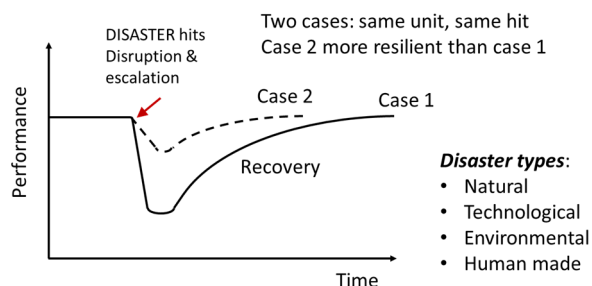 DISASTER hits
Disruption &
escalation
Two cases: same unit, same hit
Case 2 more resilient than case 1
Case 2
Case 1
Recovery
Performance
Time
Disaster types:
• Natural
• Technological
• Environmental
• Human made